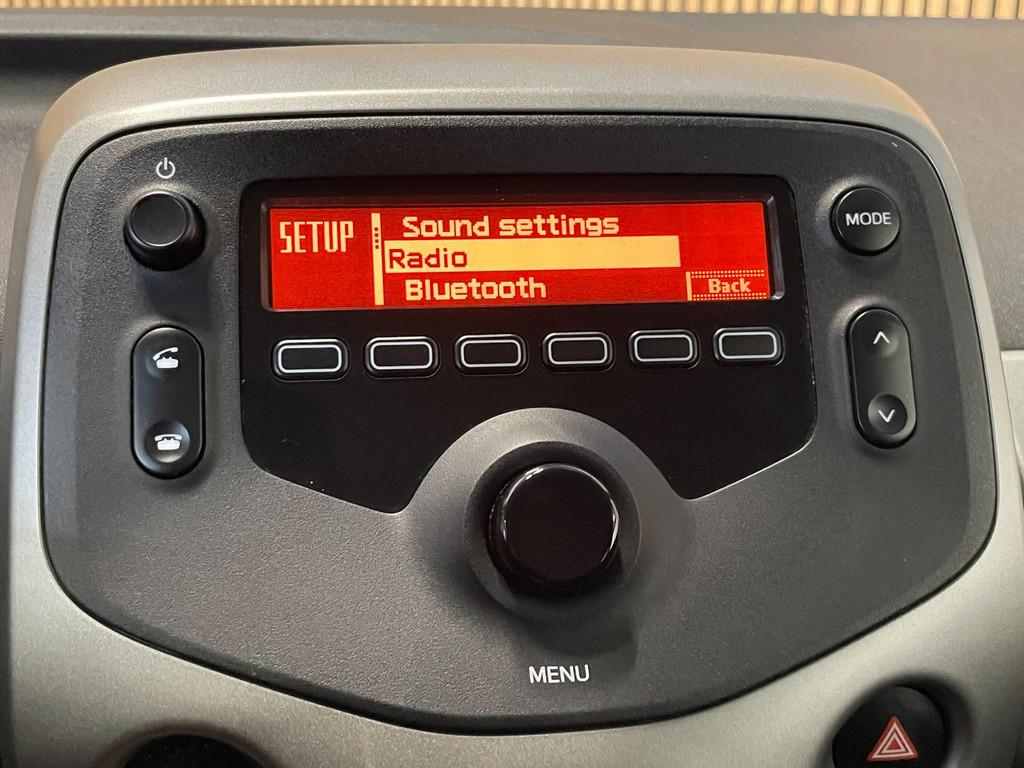 SETUP
Sound settings
Radio
Bluetooth
Back
MODE
MENU